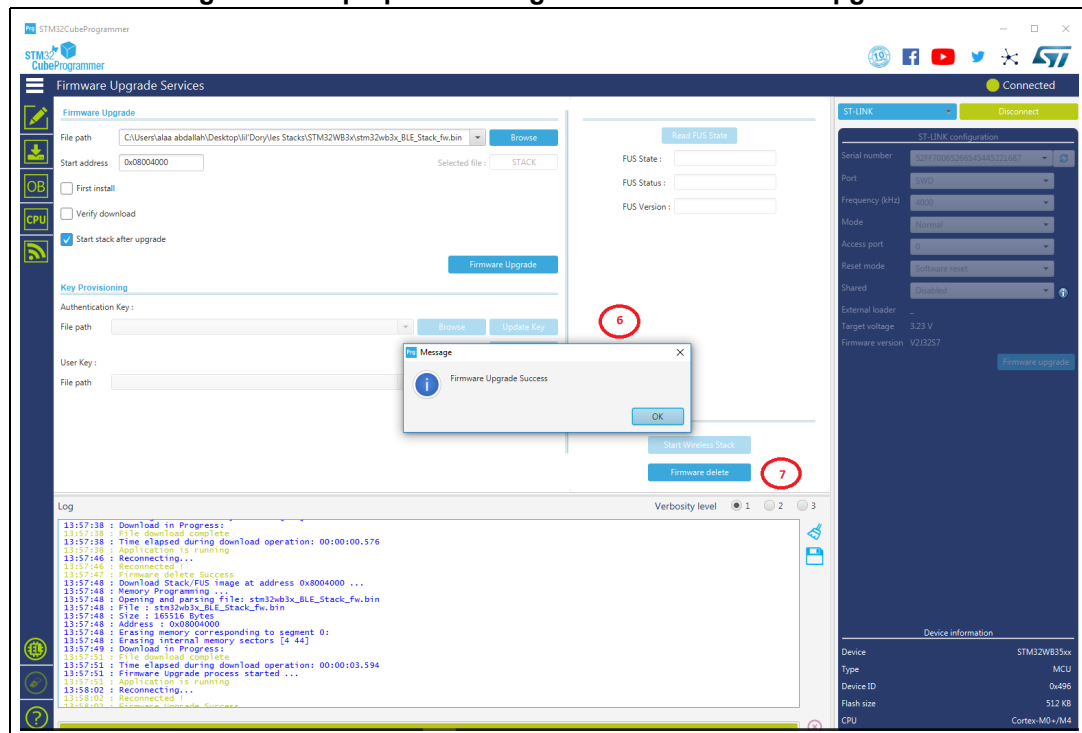 STM32CubeProgrammer
STM32
CubeProgrammer
Firmware Upgrade Services
Connected
Firmware Upgrade
File path C:\Users\alaa abdallah\Desktop\lil'Dory\les Stacks\STM32WB3x\stm32wb3x_BLE_Stack_fw.bin Browse
Start address 0x08004000 Selected file : STACK
First install
Verify download
Start stack after upgrade
Firmware Upgrade
Key Provisioning
Authentication Key :
File path Browse Update Key
User Key :
File path
Read FUS State
FUS State :
FUS Status :
FUS Version :
6
Message
Firmware Upgrade Success
OK
Start Wireless Stack
Firmware delete 7
OB
CPU
Log Verbosity level 1 2 3
13:57:38 : Download in Progress:
13:57:38 : File download complete
13:57:38 : Time elapsed during download operation: 00:00:00.576
13:57:38 : Application is running
13:57:46 : Reconnecting...
13:57:46 : Reconnected !
13:57:47 : Firmware delete Success
13:57:48 : Download Stack/FUS image at address 0x8004000 ...
13:57:48 : Memory Programming ...
13:57:48 : Opening and parsing file: stm32wb3x_BLE_Stack_fw.bin
13:57:48 : File : stm32wb3x_BLE_Stack_fw.bin
13:57:48 : Size : 165516 Bytes
13:57:48 : Address : 0x08004000
13:57:48 : Erasing memory corresponding to segment 0:
13:57:48 : Erasing internal memory sectors [4 44]
13:57:49 : Download in Progress:
13:57:51 : File download complete
13:57:51 : Time elapsed during download operation: 00:00:03.594
13:57:51 : Firmware Upgrade process started ...
13:57:51 : Application is running
13:58:02 : Reconnecting...
13:58:02 : Reconnected !
13:58:02 : Firmware Upgrade Success
ST-LINK Disconnect
ST-LINK configuration
Serial number
Port SWD
Frequency (kHz) 4000
Mode Normal
Access port 0
Reset mode Software reset
Shared Disabled
External loader _
Target voltage 3.23 V
Firmware version V2J32S7
Firmware upgrade
Device information
Device STM32WB35xx
Type MCU
Device ID 0x496
Flash size 512 KB
CPU Cortex-M0+/M4